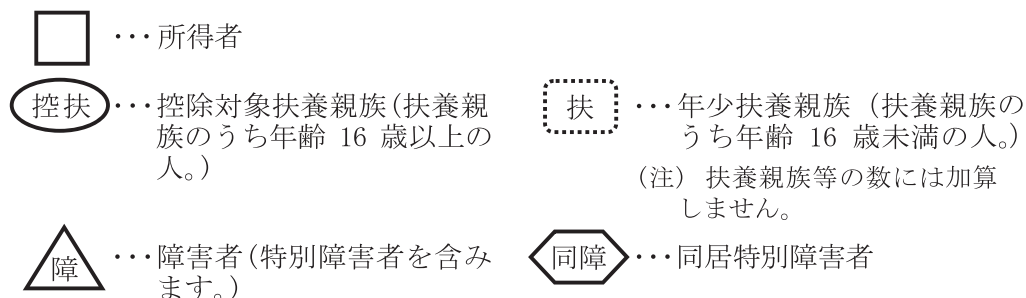 …所得者
控扶…控除対象扶養親族(扶養親
族のうち年齢 16 歳以上の
人。)
扶…年少扶養親族(扶養親族の
うち年齢 16 歳未満の人。)
(注) 扶養親族等の数には加算
しません。
障…障害者(特別障害者を含み
ます。)
同障…同居特別障害者